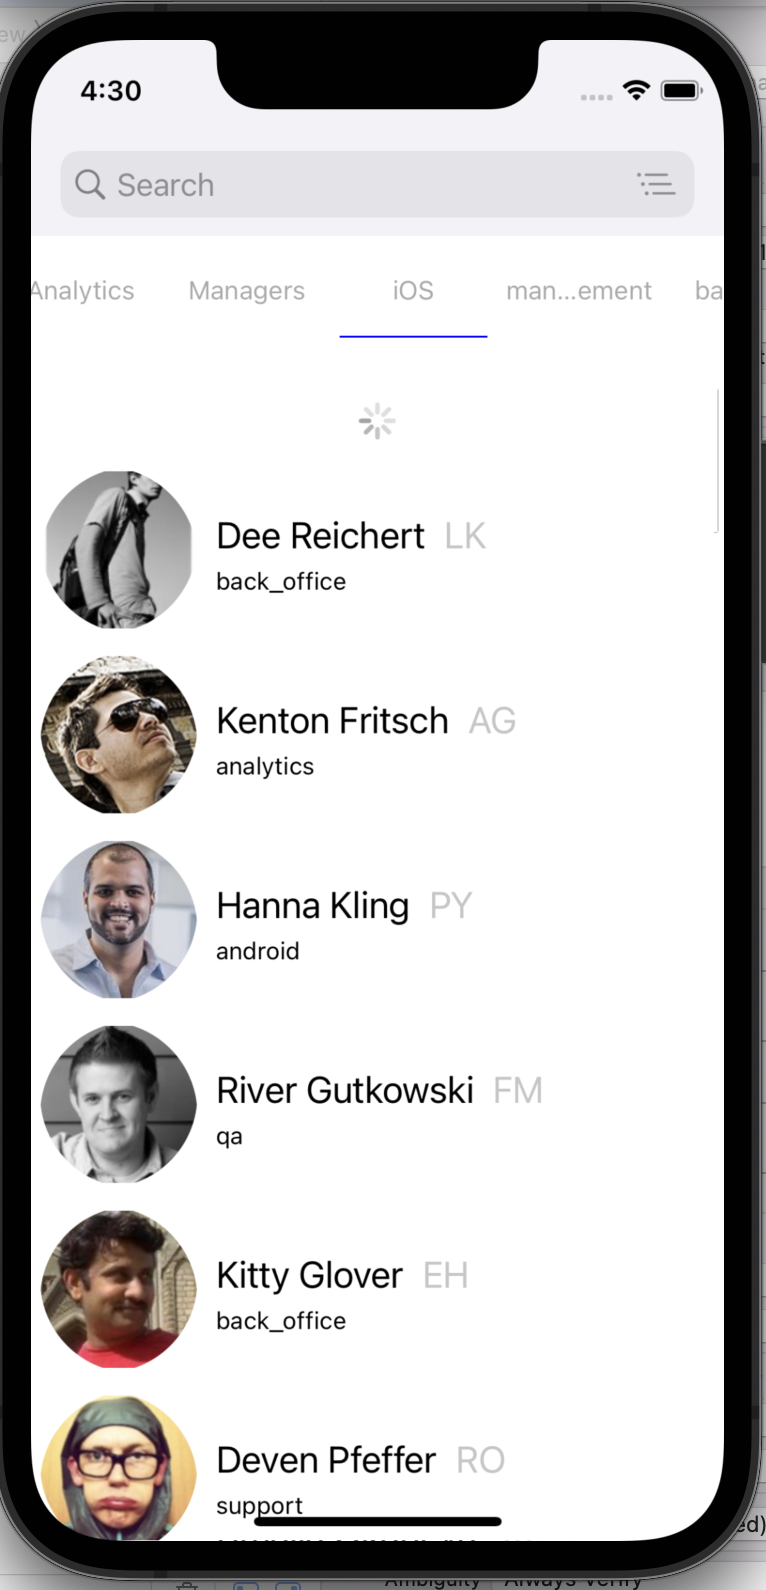 4:30
Search
Analytics Managers iOS man...ement ba
Dee Reichert LK
back_office
Kenton Fritsch AG
analytics
Hanna Kling PY
android
River Gutkowski FM
qa
Kitty Glover EH
back_office
Deven Pfeffer RO
support
ed)
Ambiguity Always Verify